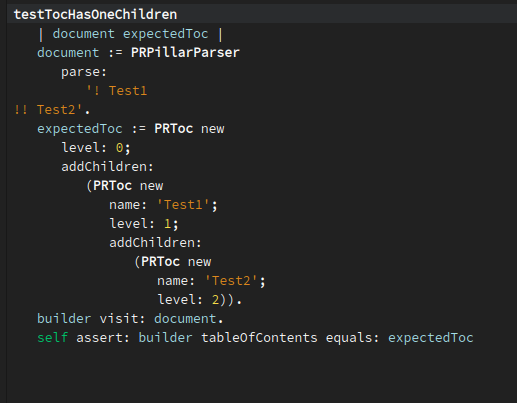 testTocHasOneChildren
| document expectedToc |
document := PRPillarParser
parse:
'! Test1
!! Test2'.
expectedToc := PRToc new
level: 0;
addChildren:
(PRToc new
name: 'Test1';
level: 1;
addChildren:
(PRToc new
name: 'Test2';
level: 2)).
builder visit: document.
self assert: builder tableOfContents equals: expectedToc